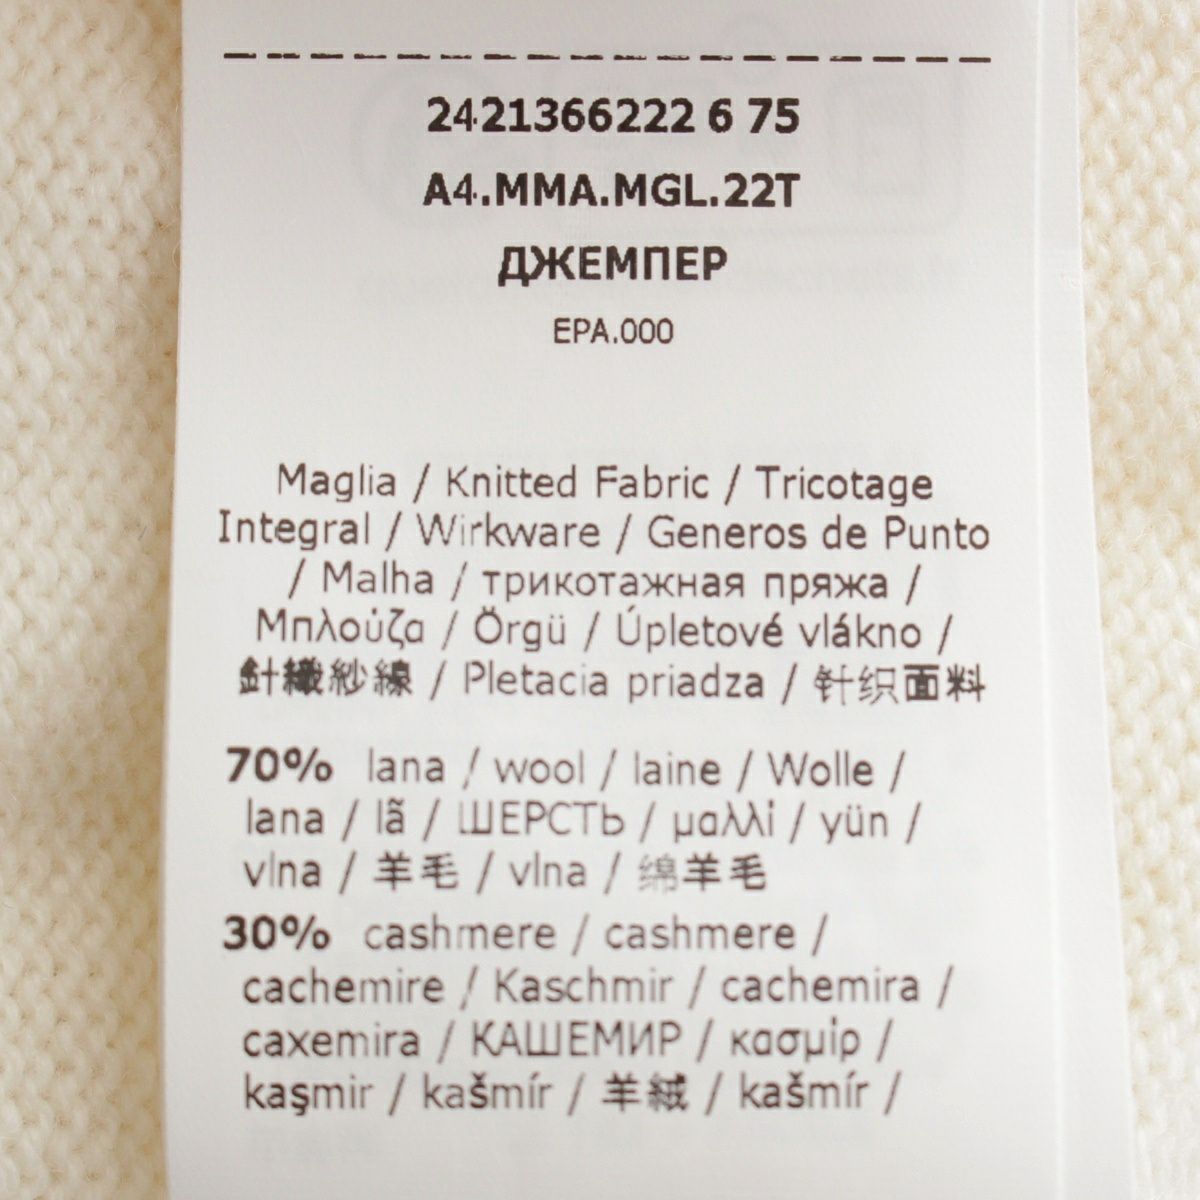 2421366222 6 75
A4.MMA.MGL.22T
ДЖЕМПЕР
EPA.000
Maglia / Knitted Fabric / Tricotage
Integral / Wirkware / Generos de Punto
/ Malha / трикотажная пряжа /
Μπλούζα / Örgü / Úpletové vlákno /
針織紗線 / Pletacia priadza / 针织面料
70% lana / wool / laine / Wolle /
lana / lã / ШЕРСТЬ / μαλλί / yün /
vlna / 羊毛 / vlna / 绵羊毛
30% cashmere / cashmere /
cachemire / Kaschmir / cachemira /
caxemira / КАШЕМИР / κασμίρ /
kaşmir / kašmír / 羊絨 / kašmír /